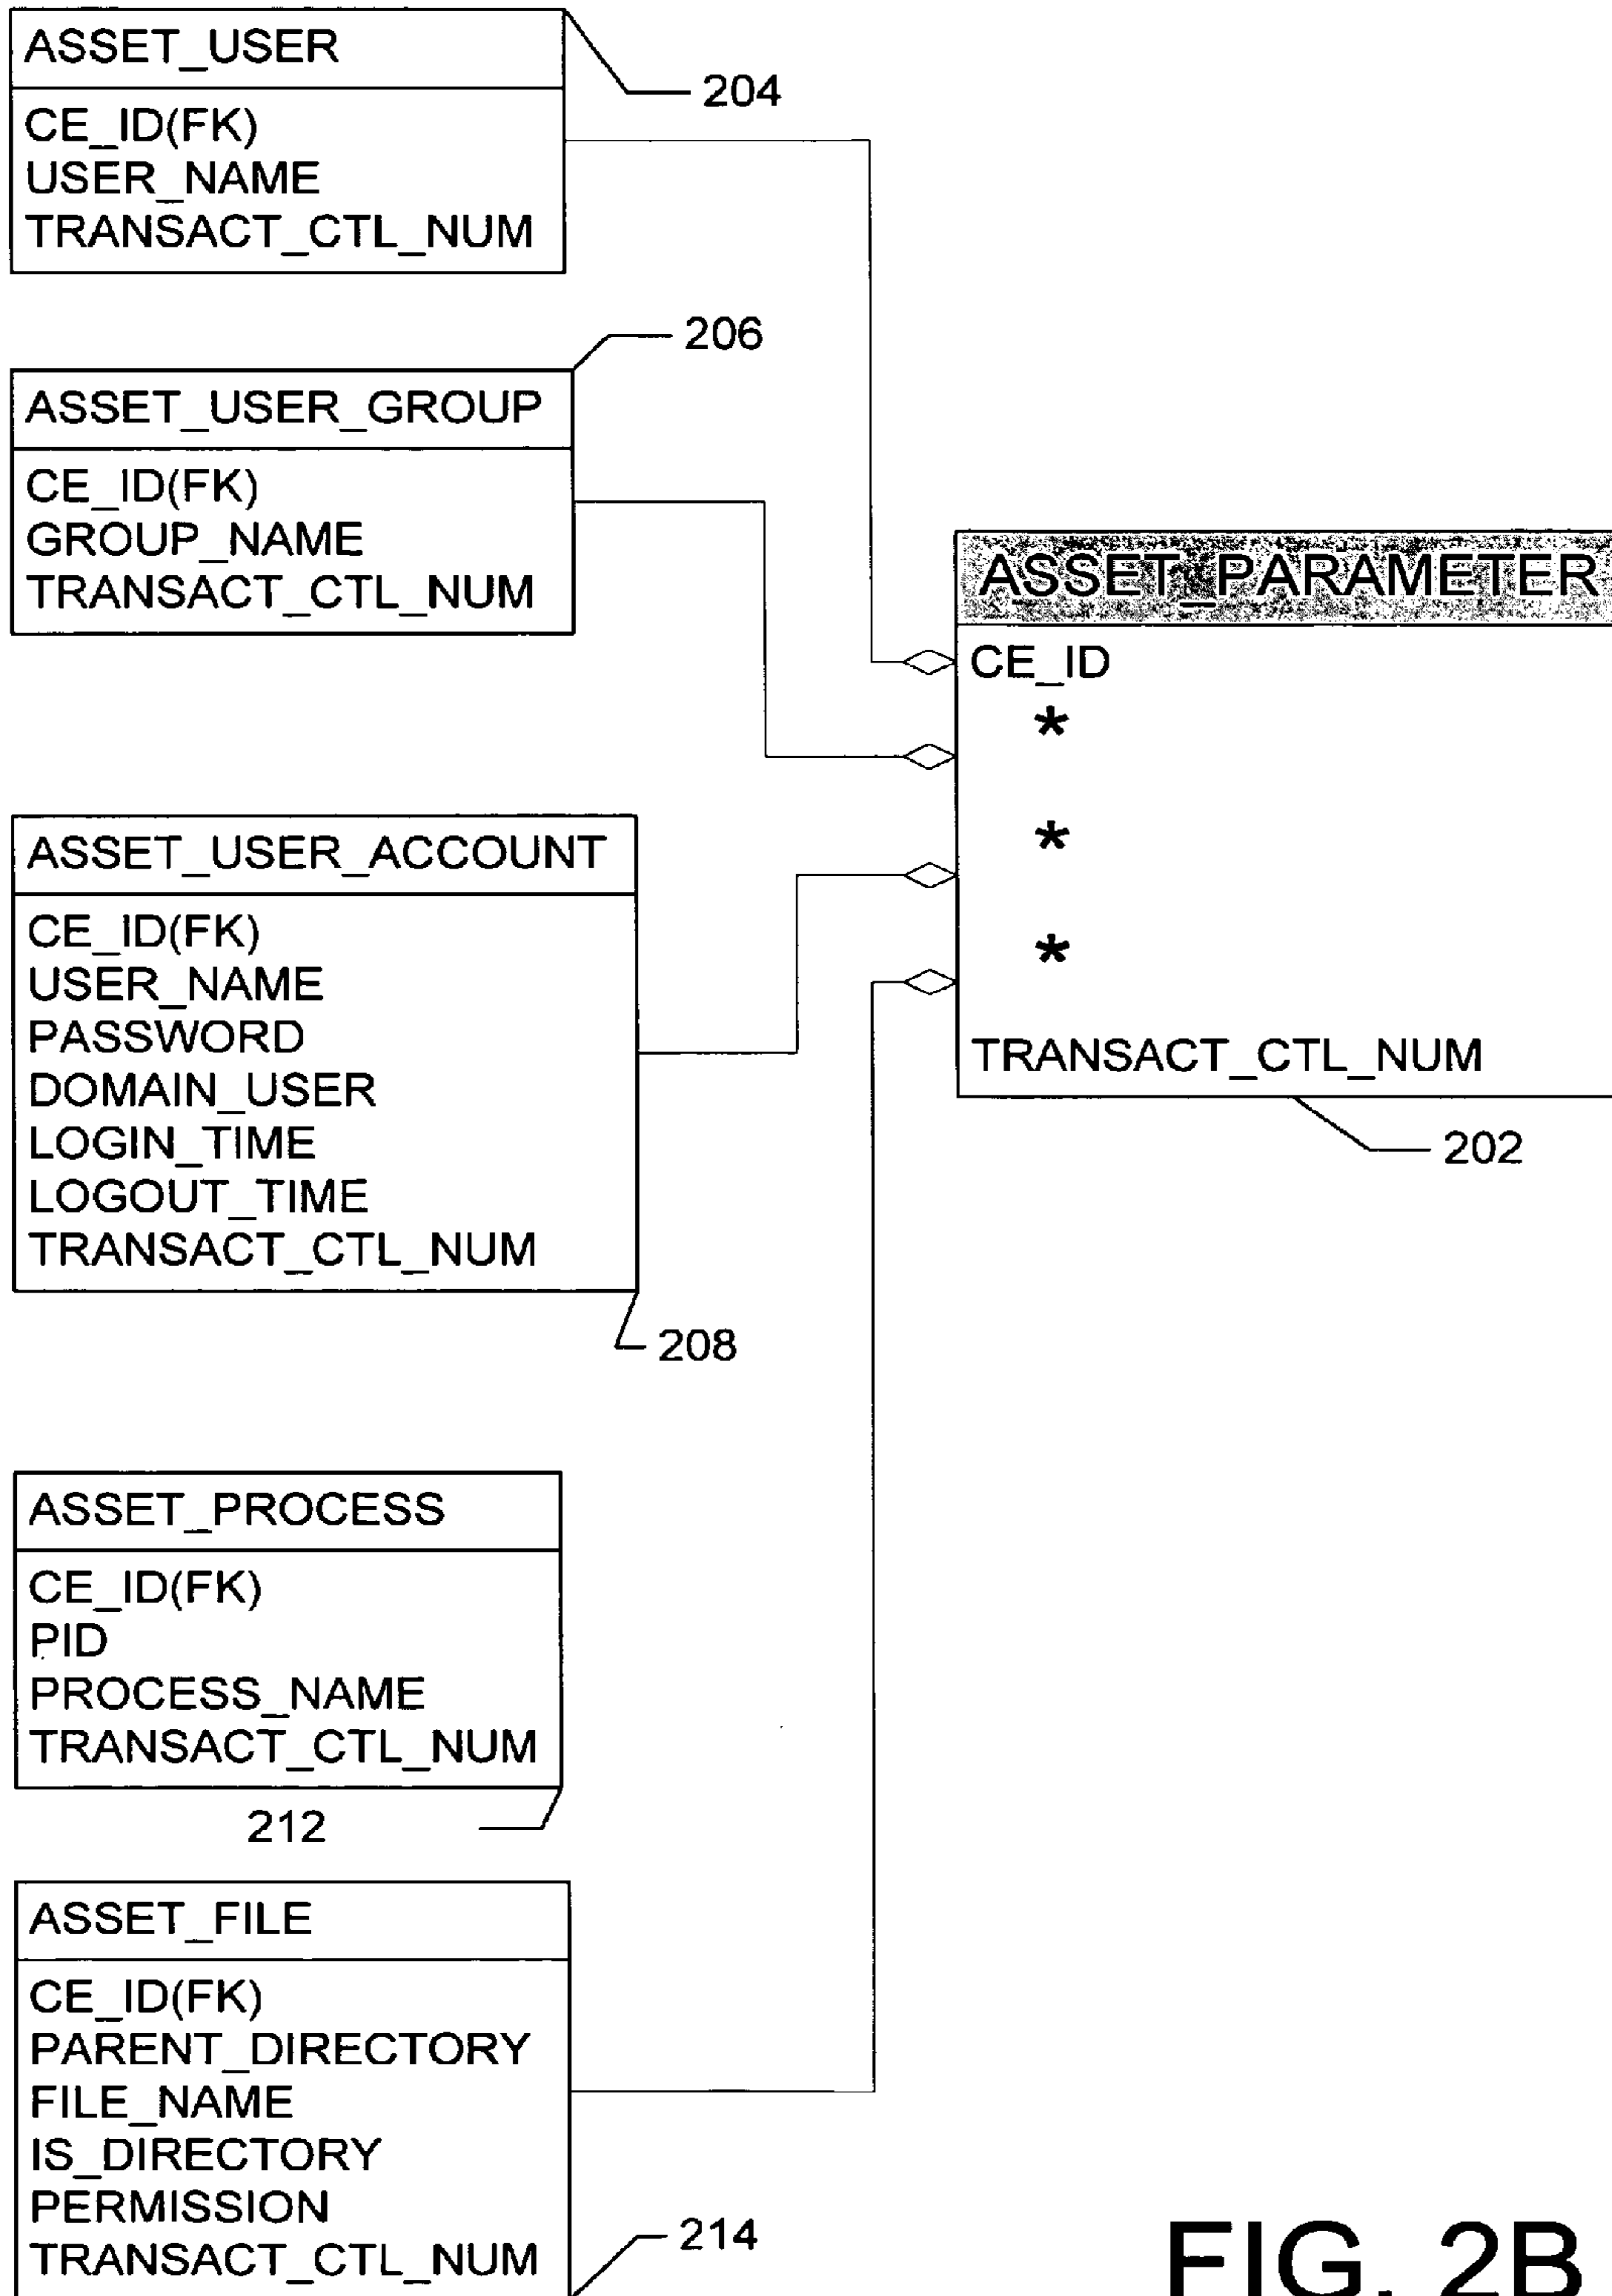 ASSET_USER
CE_ID(FK)
USER_NAME
TRANSACT_CTL_NUM
204
206
ASSET_USER_GROUP
CE_ID(FK)
GROUP_NAME
TRANSACT_CTL_NUM
ASSET_PARAMETER
CE_ID
*
*
*
TRANSACT_CTL_NUM
202
ASSET_USER_ACCOUNT
CE_ID(FK)
USER_NAME
PASSWORD
DOMAIN_USER
LOGIN_TIME
LOGOUT_TIME
TRANSACT_CTL_NUM
208
ASSET_PROCESS
CE_ID(FK)
PID
PROCESS_NAME
TRANSACT_CTL_NUM
212
ASSET_FILE
CE_ID(FK)
PARENT_DIRECTORY
FILE_NAME
IS_DIRECTORY
PERMISSION
TRANSACT_CTL_NUM
214
FIG. 2B